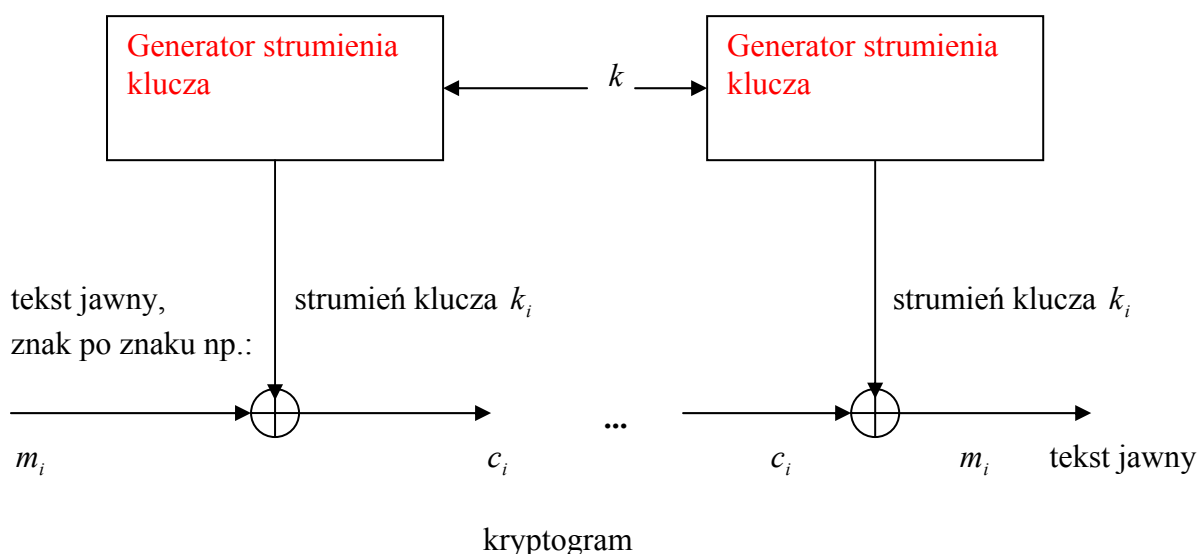 Generator strumienia
klucza
k
Generator strumienia
klucza
tekst jawny,
znak po znaku np.:
strumień klucza k_i
strumień klucza k_i
...
m_i
c_i
c_i
m_i
tekst jawny
kryptogram